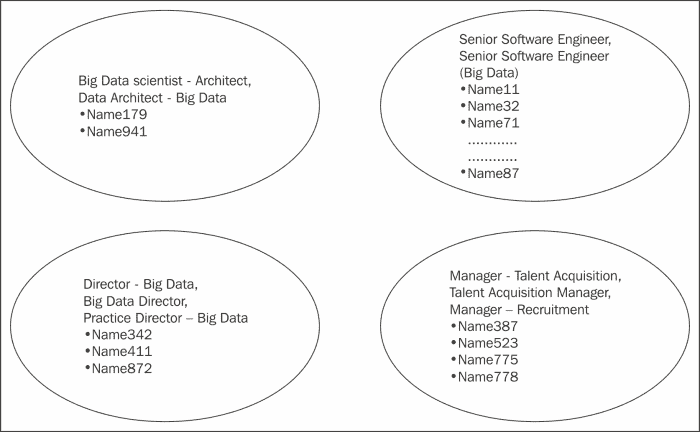 Big Data scientist - Architect,
Data Architect - Big Data
•Name179
•Name941
Senior Software Engineer,
Senior Software Engineer
(Big Data)
•Name11
•Name32
•Name71
............
............
•Name87
Director - Big Data,
Big Data Director,
Practice Director – Big Data
•Name342
•Name411
•Name872
Manager - Talent Acquisition,
Talent Acquisition Manager,
Manager – Recruitment
•Name387
•Name523
•Name775
•Name778